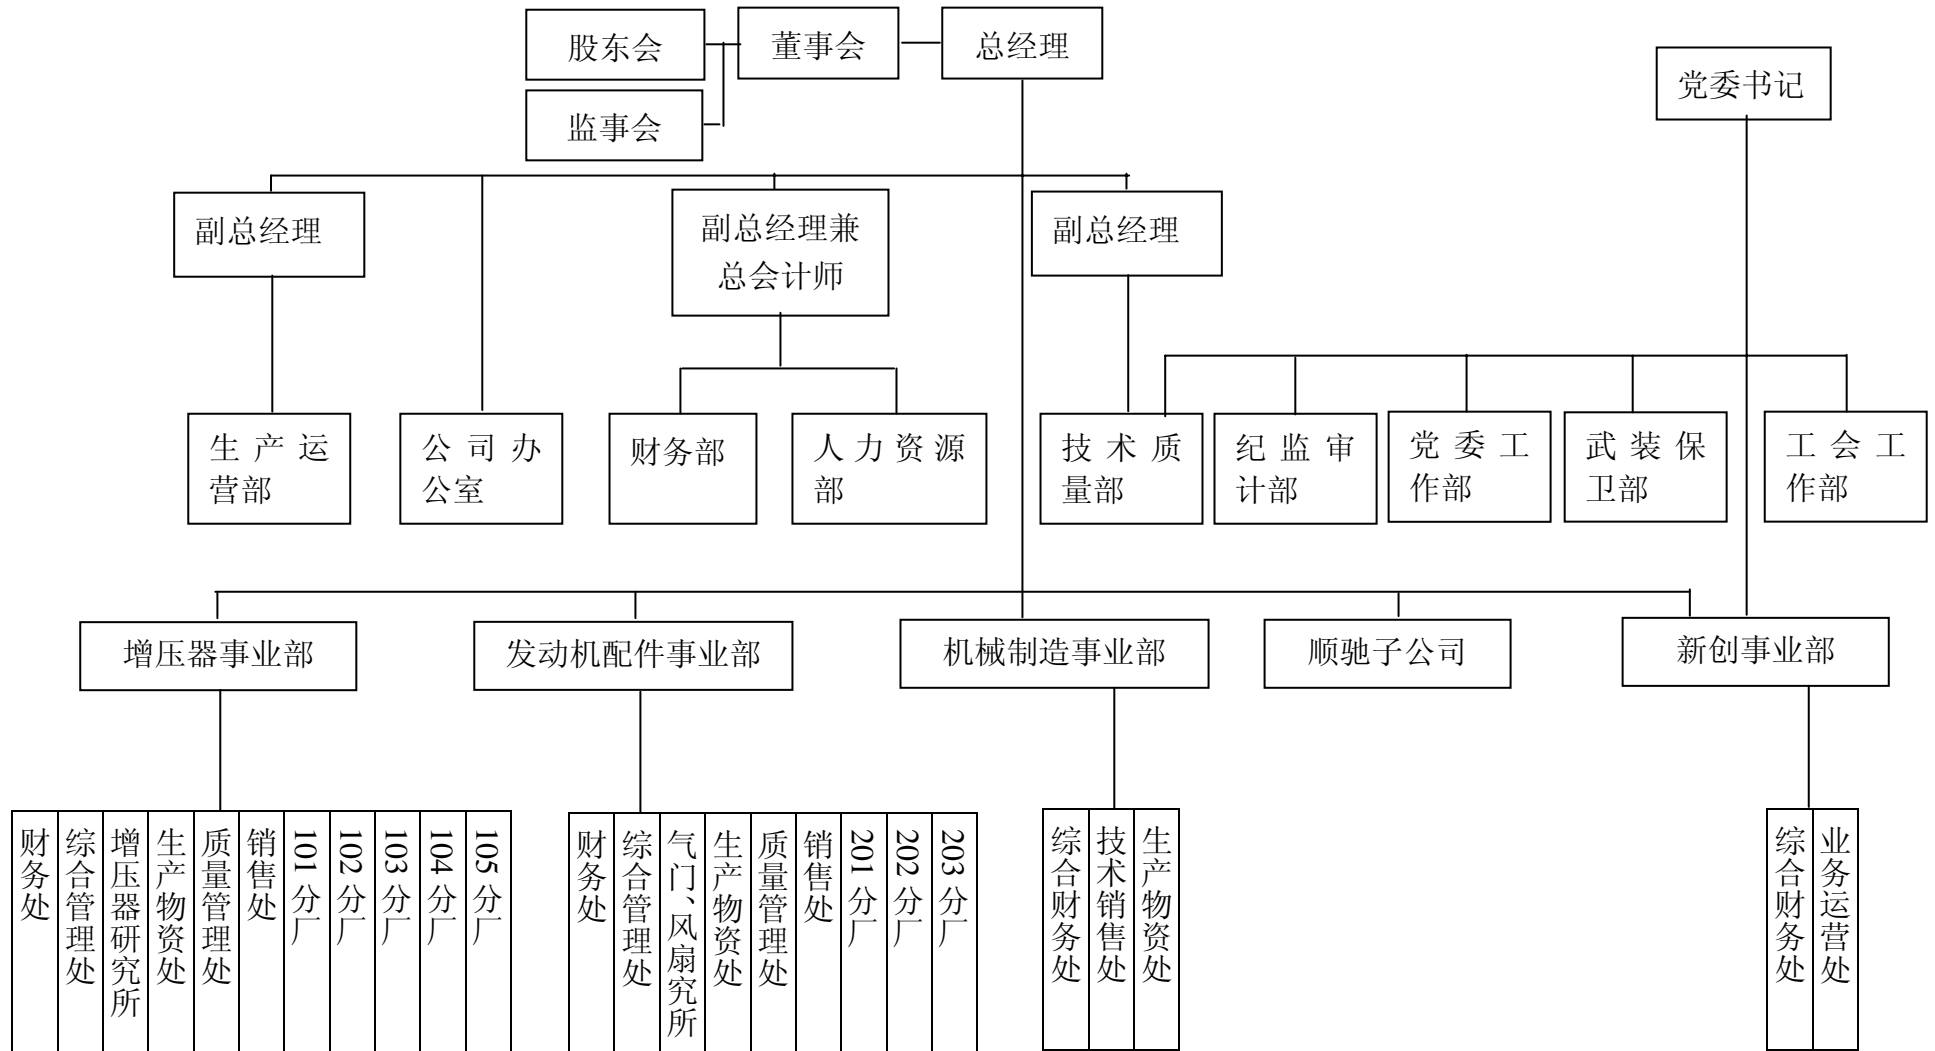 股东会
董事会
总经理
监事会
党委书记
副总经理
副总经理兼
总会计师
副总经理
生产运
营部
公司办
公室
财务部
人力资源
部
技术质
量部
纪监审
计部
党委工
作部
武装保
卫部
工会工
作部
增压器事业部
发动机配件事业部
机械制造事业部
顺驰子公司
新创事业部
财务处
综合管理处
增压器研究所
生产物资处
质量管理处
销售处
101分厂
102分厂
103分厂
104分厂
105分厂
财务处
综合管理处
气门、风扇究所
生产物资处
质量管理处
销售处
201分厂
202分厂
203分厂
综合财务处
技术销售处
生产物资处
综合财务处
业务运营处